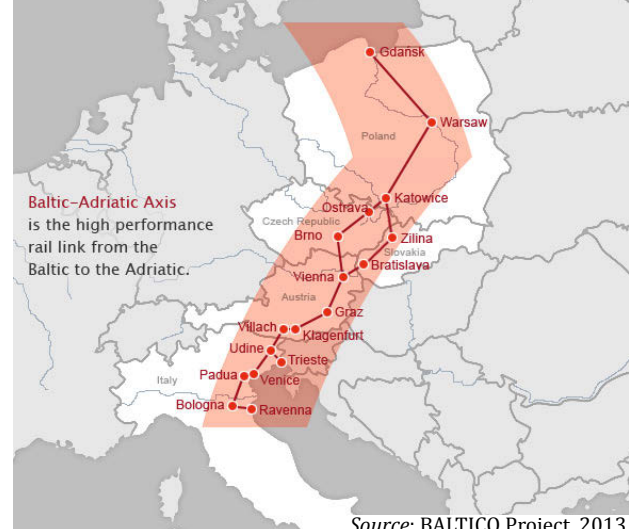 Gdańsk
Warsaw
Poland
Baltic-Adriatic Axis
is the high performance
rail link from the
Baltic to the Adriatic.
Katowice
Ostrava
Czech Republic
Brno
Zilina
Slovakia
Bratislava
Vienna
Austria
Graz
Villach
Klagenfurt
Udine
Trieste
Padua
Venice
Italy
Bologna
Ravenna
Source: BALTICO Project, 2013